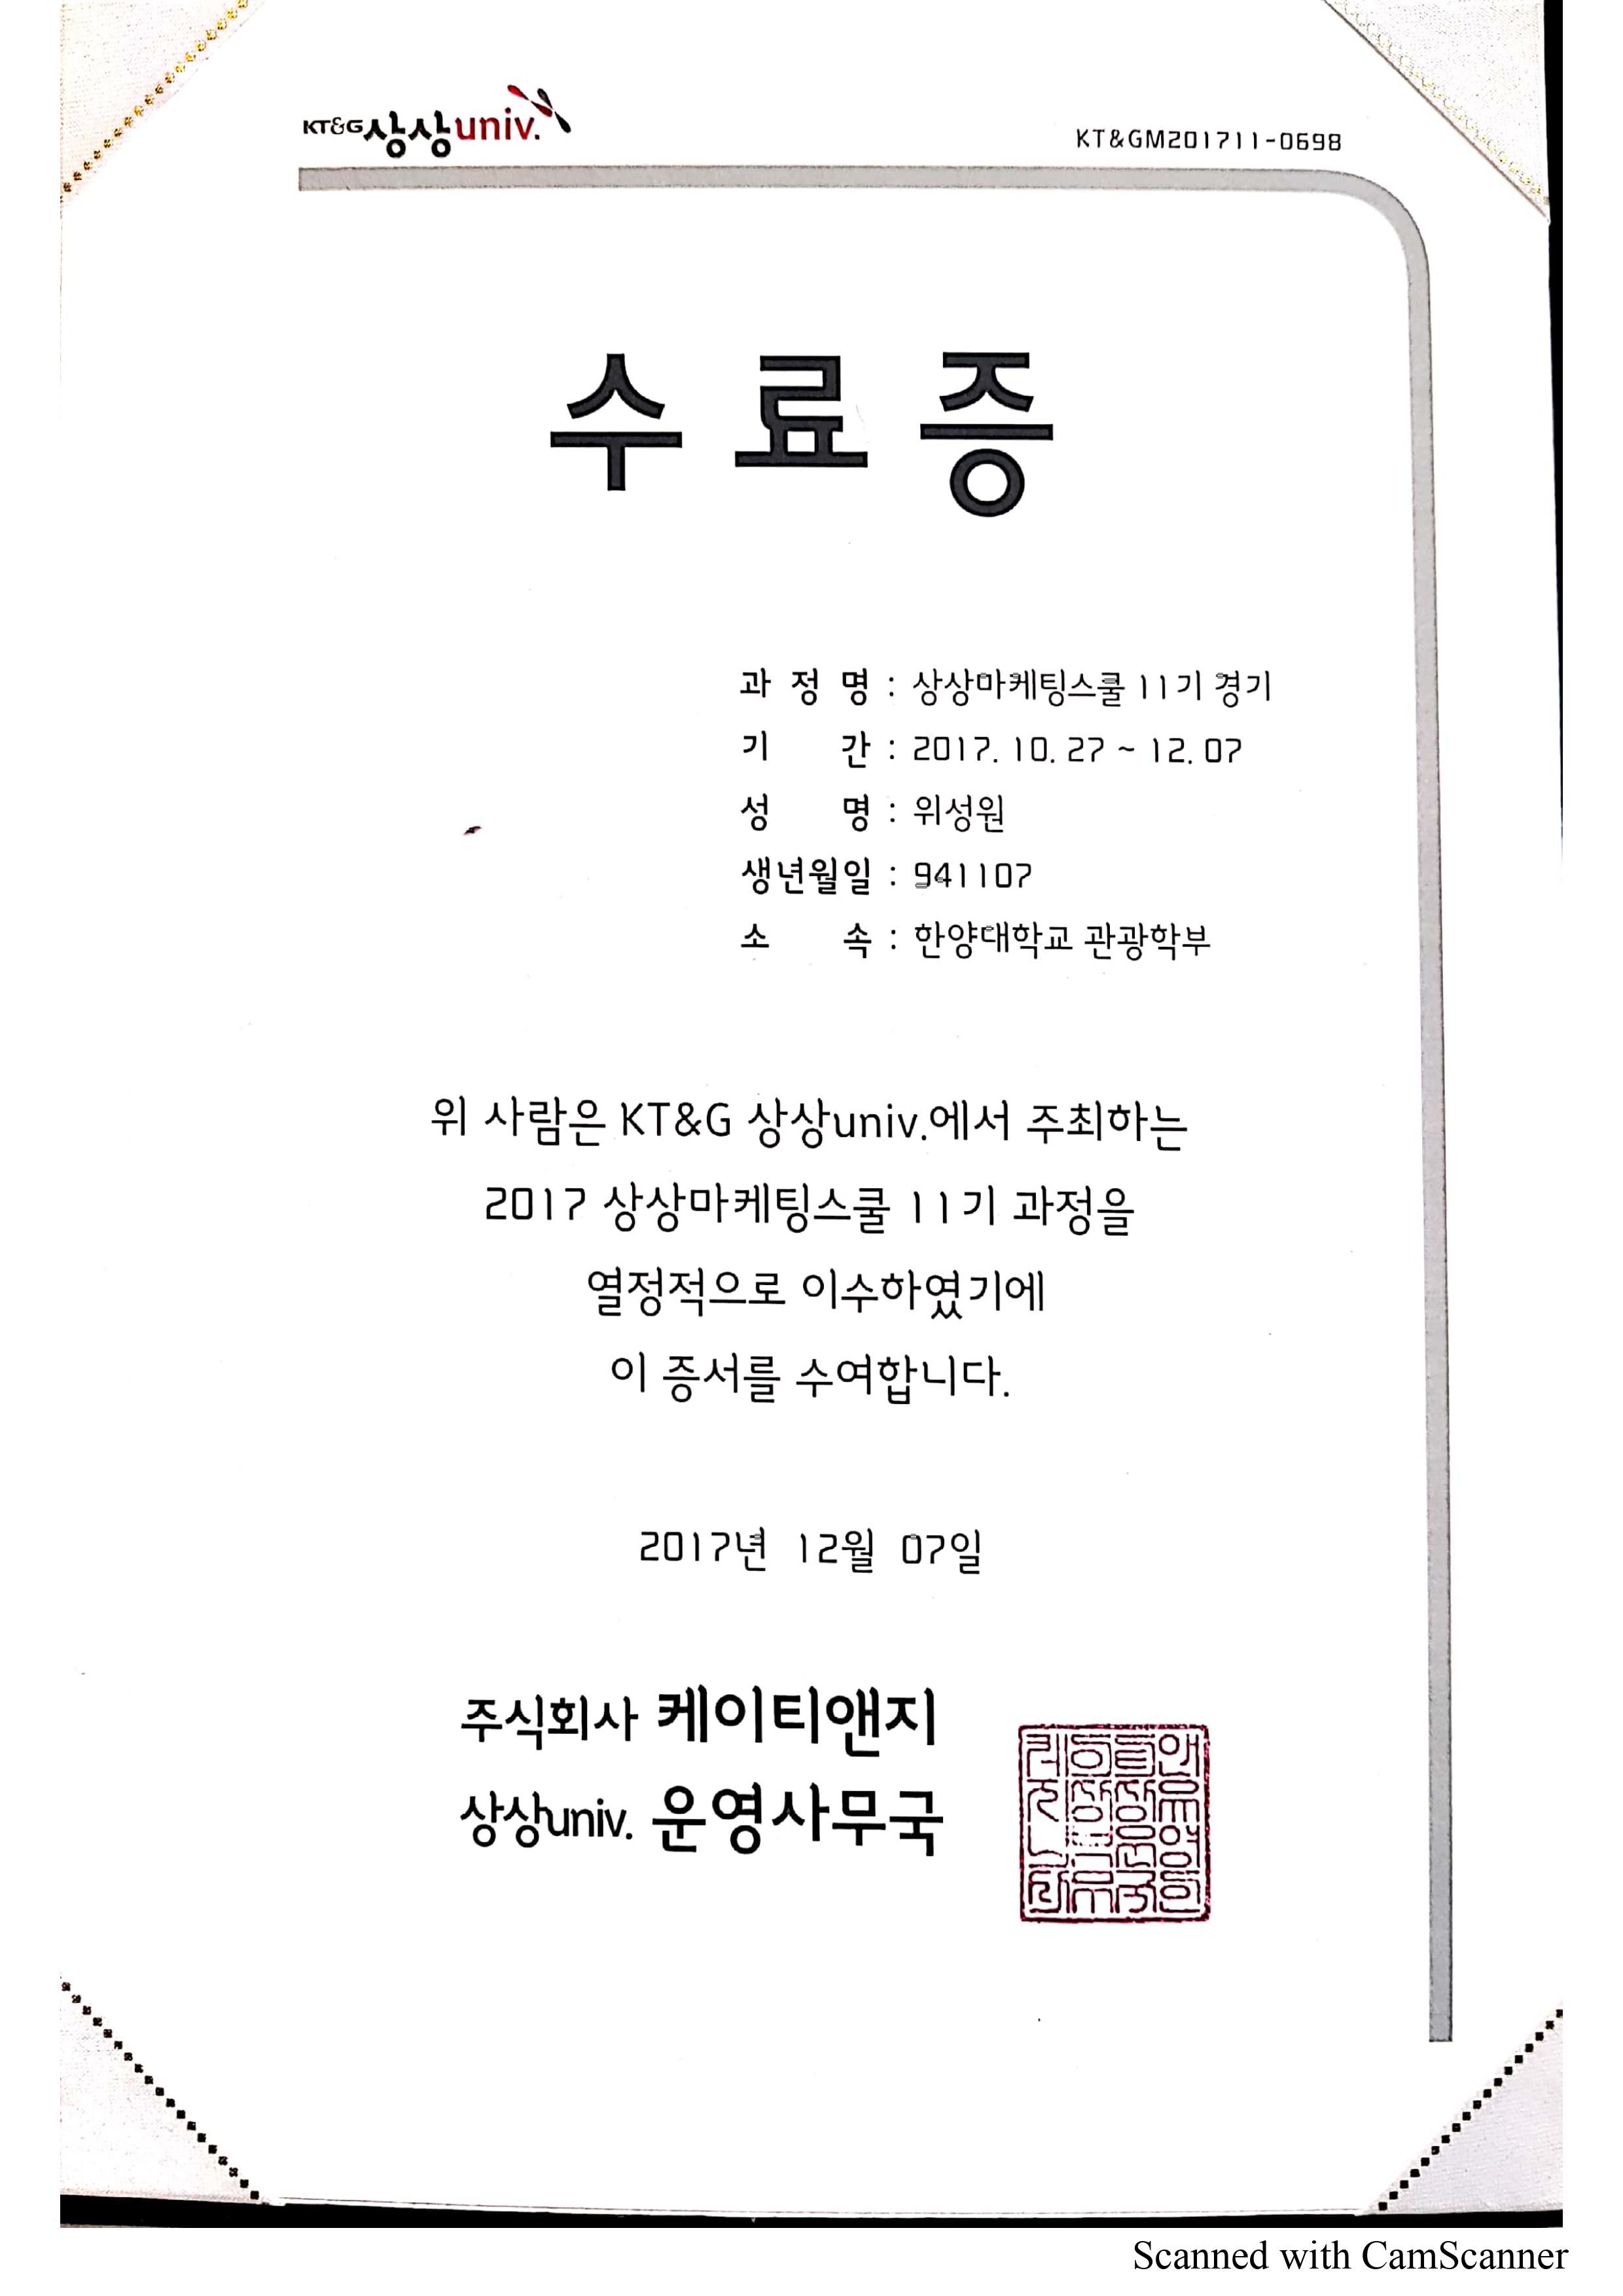 KT&G상상univ.
KT&GM201711-0698
수 료 증
과 정 명 : 상상마케팅스쿨 11기 경기
기 간 : 2017. 10. 27 ~ 12. 07
성 명 : 위성원
생년월일 : 941107
소 속 : 한양대학교 관광학부
위 사람은 KT&G 상상univ.에서 주최하는
2017 상상마케팅스쿨 11기 과정을
열정적으로 이수하였기에
이 증서를 수여합니다.
2017년 12월 07일
주식회사 케이티앤지
상상univ. 운영사무국
Scanned with CamScanner